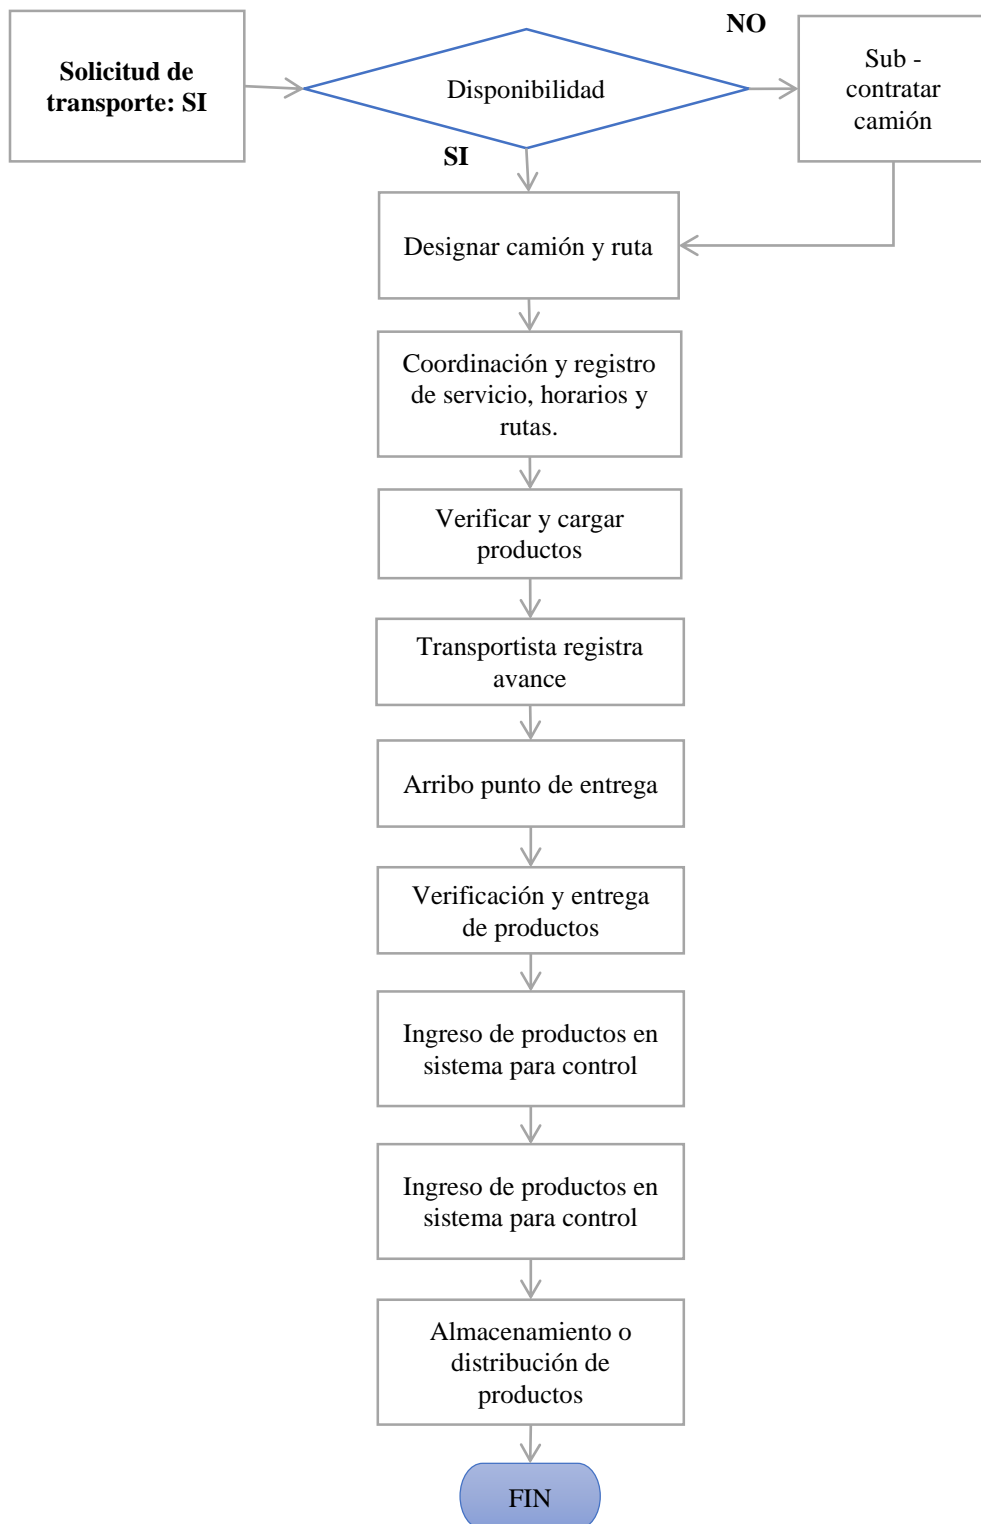 Solicitud de
transporte: SI
Disponibilidad
NO
Sub -
contratar
camión
SI
Designar camión y ruta
Coordinación y registro
de servicio, horarios y
rutas.
Verificar y cargar
productos
Transportista registra
avance
Arribo punto de entrega
Verificación y entrega
de productos
Ingreso de productos en
sistema para control
Ingreso de productos en
sistema para control
Almacenamiento o
distribución de
productos
FIN